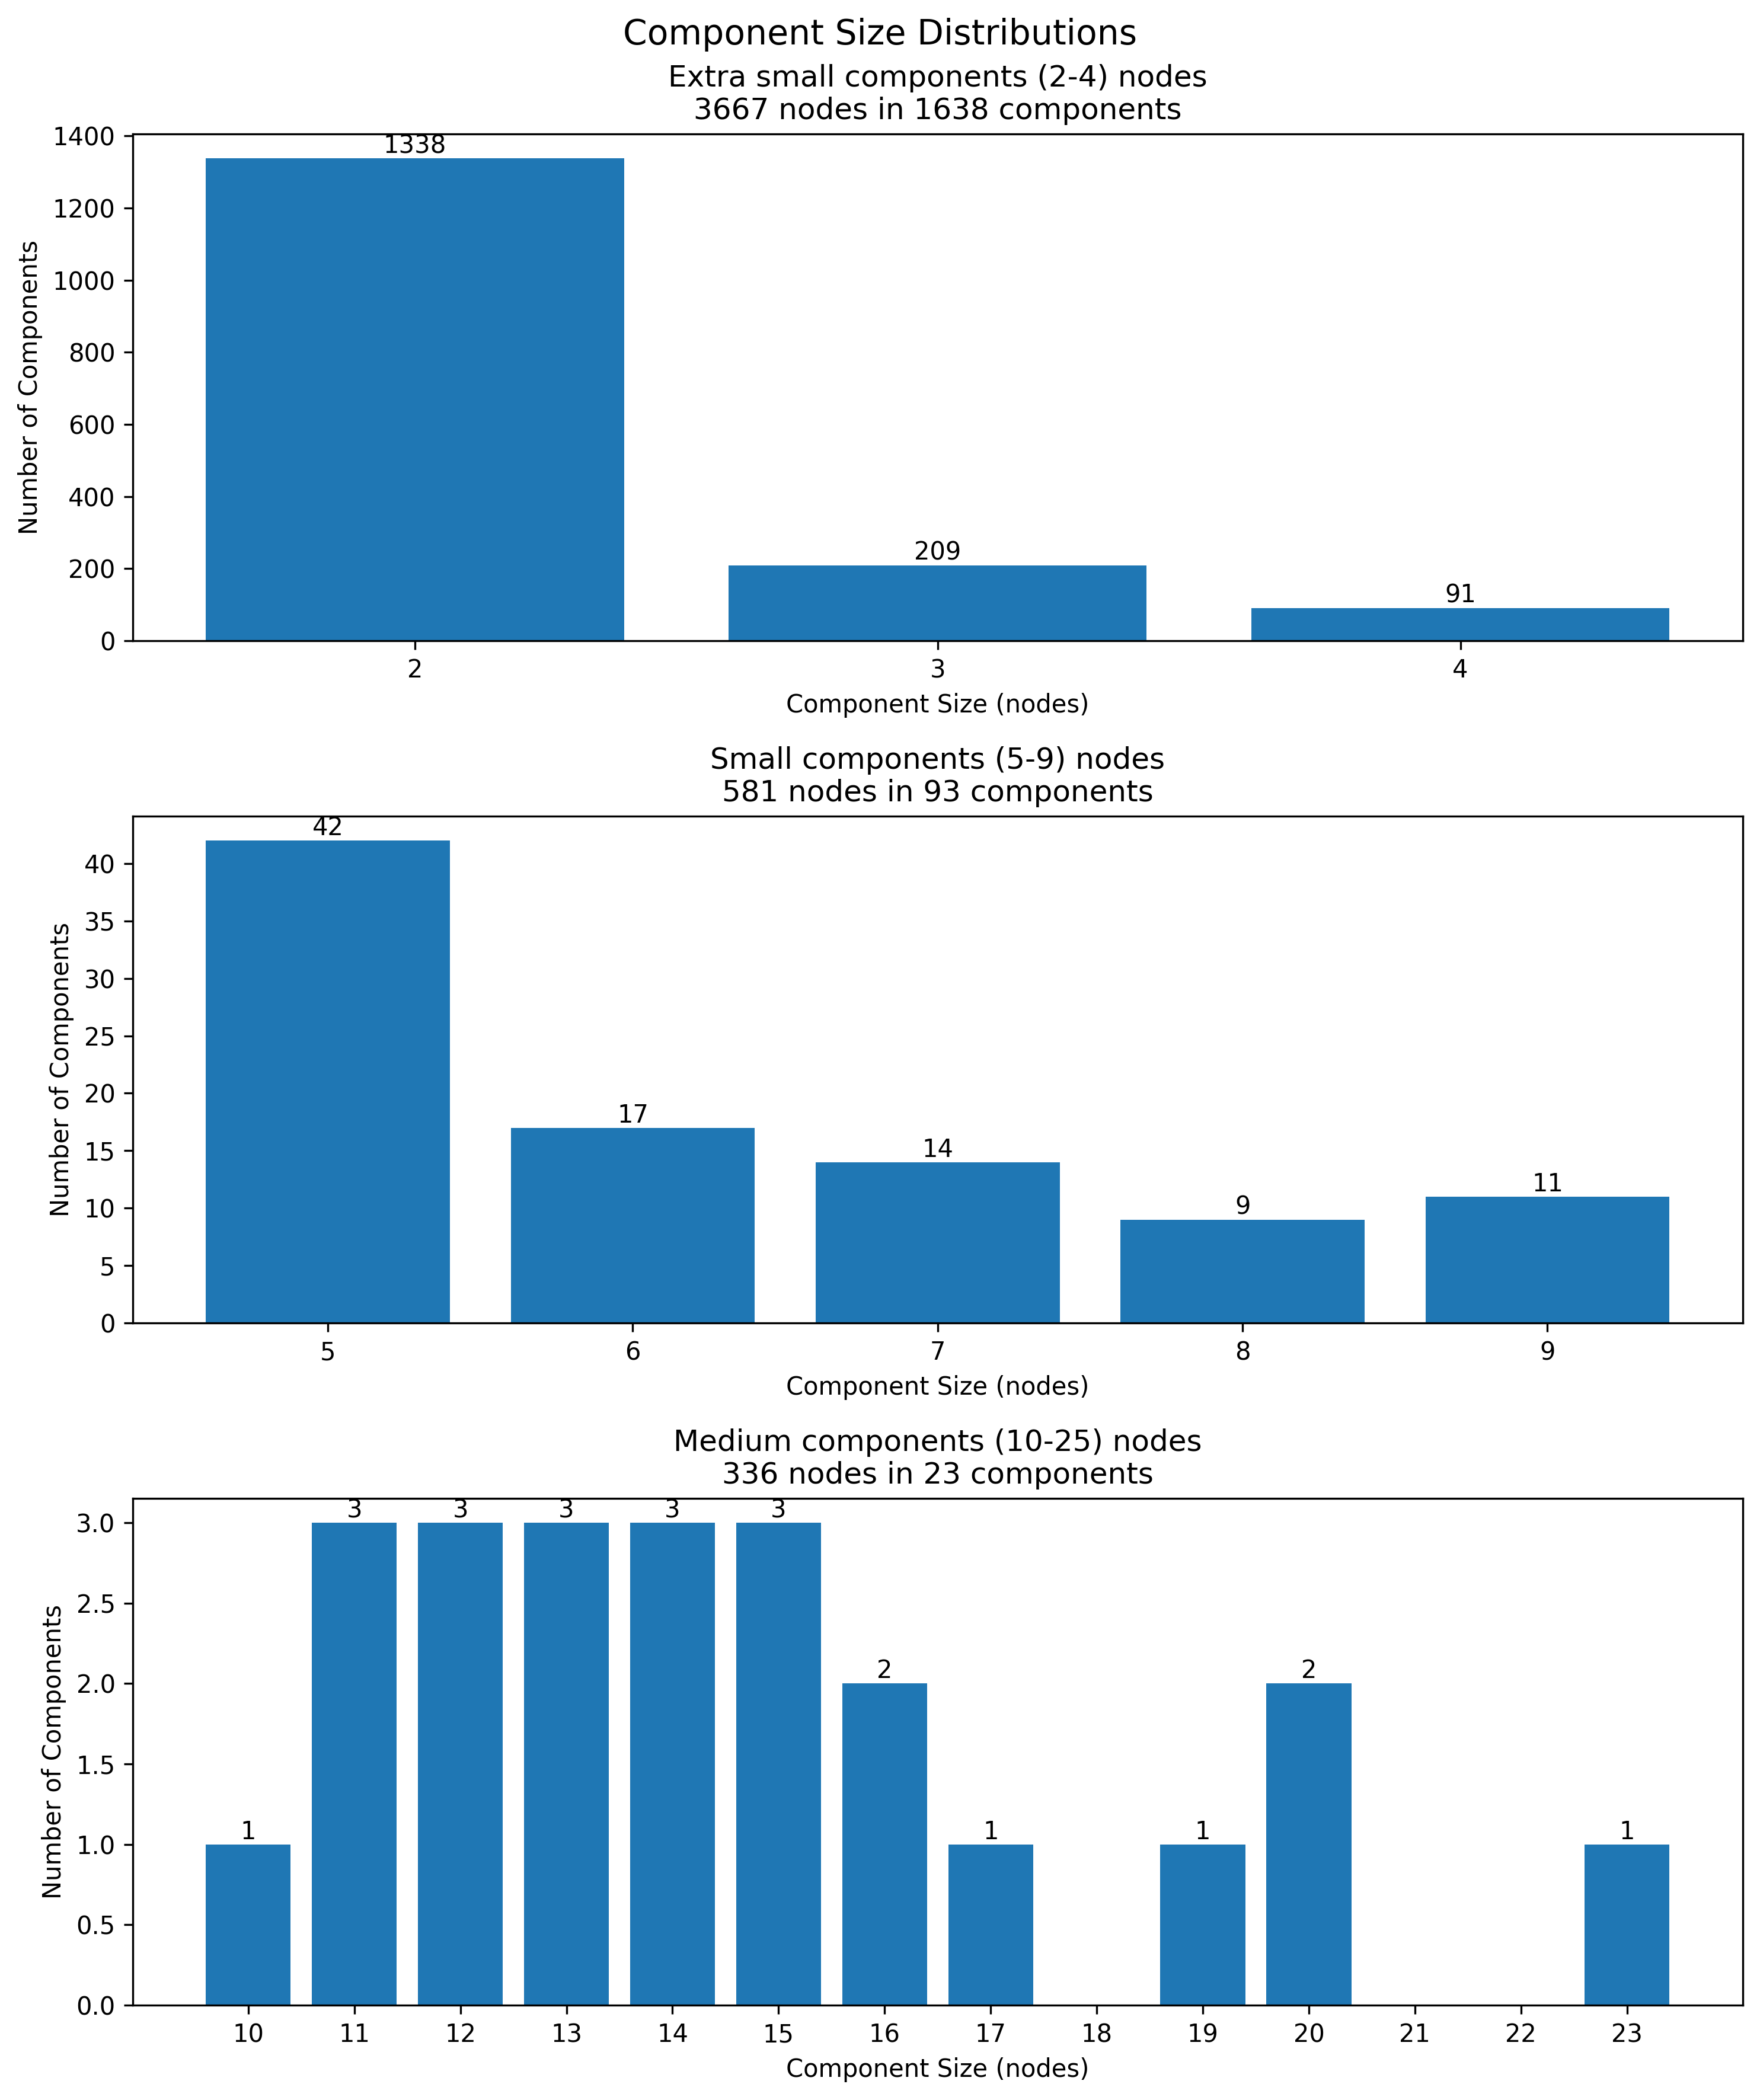 Component Size Distributions
Extra small components (2-4) nodes
3667 nodes in 1638 components
1400
1200
1000
800
600
400
200
0
Number of Components
1338
209
91
2 3 4
Component Size (nodes)
Small components (5-9) nodes
581 nodes in 93 components
40
35
30
25
20
15
10
5
0
Number of Components
42
17
14
9
11
5 6 7 8 9
Component Size (nodes)
Medium components (10-25) nodes
336 nodes in 23 components
3.0
2.5
2.0
1.5
1.0
0.5
0.0
Number of Components
1
3
3
3
3
3
2
1
1
2
1
10 11 12 13 14 15 16 17 18 19 20 21 22 23
Component Size (nodes)